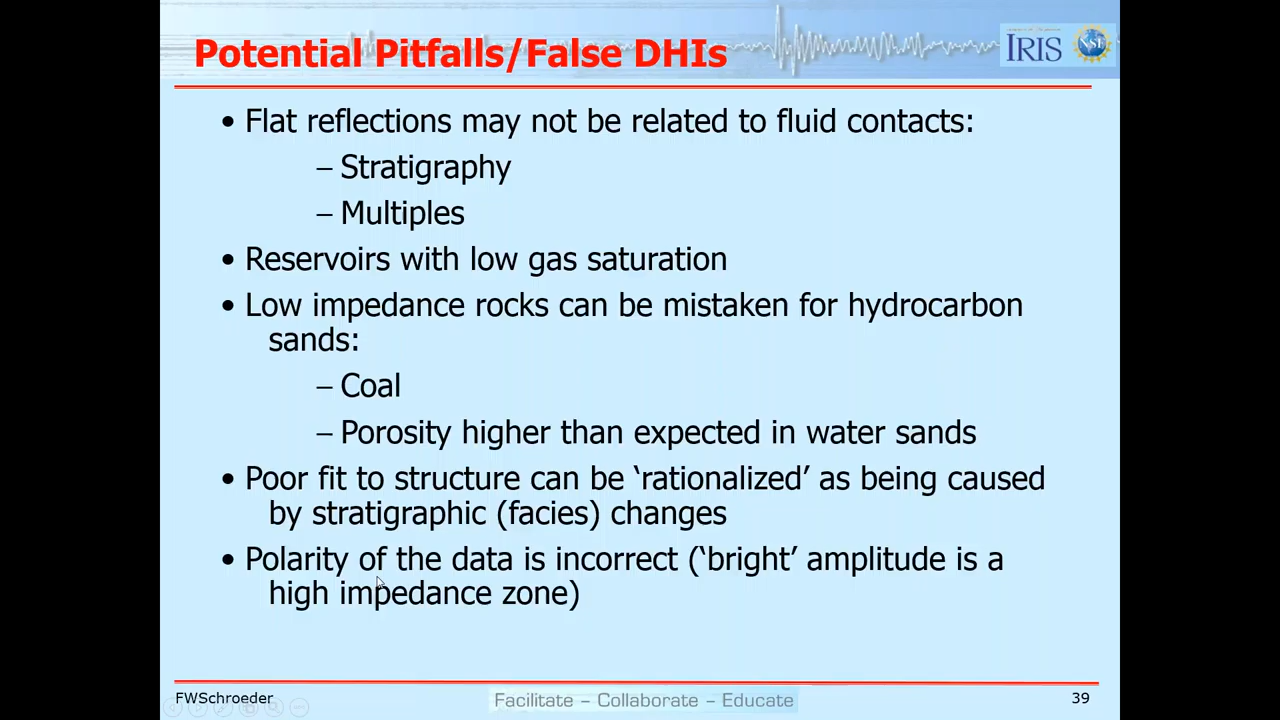 Potential Pitfalls/False DHIs
IRIS
NSF
• Flat reflections may not be related to fluid contacts:
– Stratigraphy
– Multiples
• Reservoirs with low gas saturation
• Low impedance rocks can be mistaken for hydrocarbon
sands:
– Coal
– Porosity higher than expected in water sands
• Poor fit to structure can be ‘rationalized’ as being caused
by stratigraphic (facies) changes
• Polarity of the data is incorrect (‘bright’ amplitude is a
high impedance zone)
FWSchroeder
Facilitate – Collaborate – Educate
39